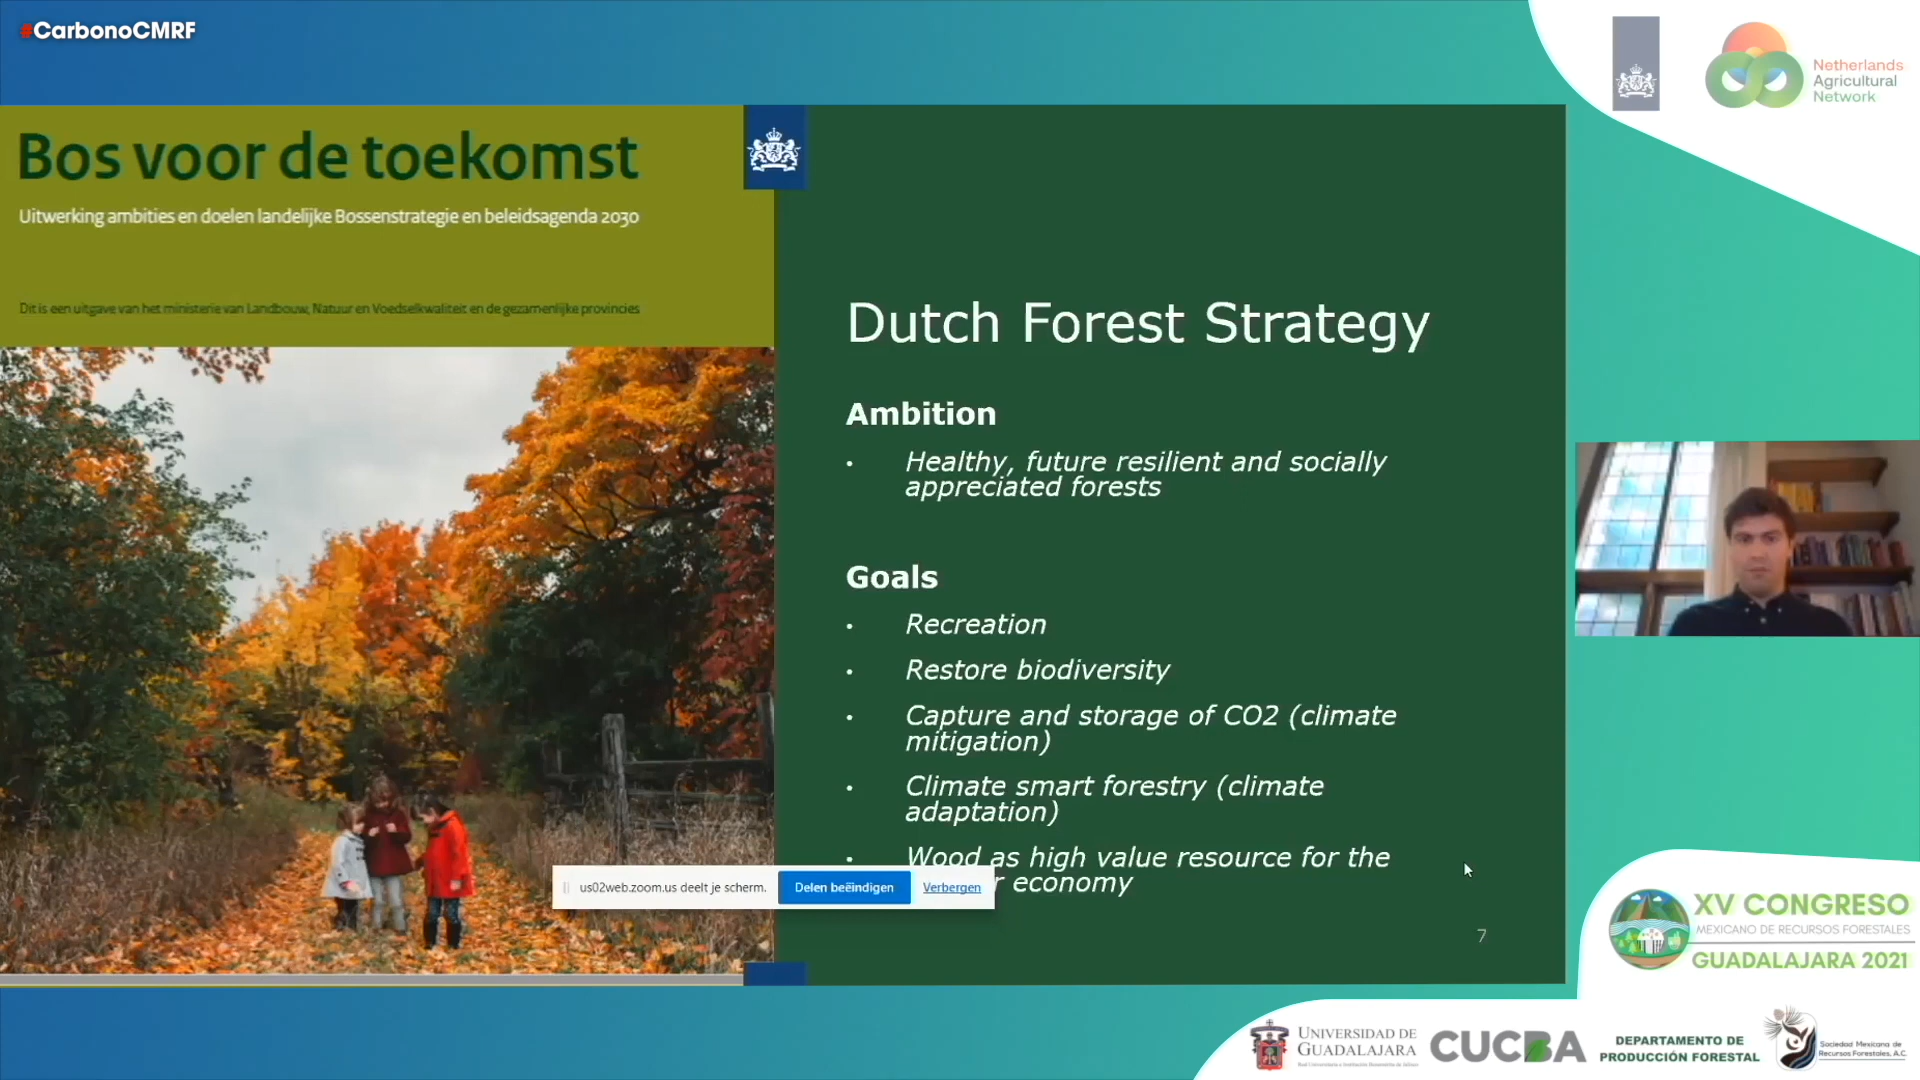 #CarbonoCMRF
Netherlands
Agricultural
Network
Bos voor de toekomst
Uitwerking ambities en doelen landelijke Bossenstrategie en beleidsagenda 2030
Dit is een uitgave van het ministerie van Landbouw, Natuur en Voedselkwaliteit en de gezamenlijke provincies
Dutch Forest Strategy
Ambition
• Healthy, future resilient and socially
appreciated forests
Goals
• Recreation
• Restore biodiversity
• Capture and storage of CO2 (climate
mitigation)
• Climate smart forestry (climate
adaptation)
• Wood as high value resource for the
r economy
us02web.zoom.us deelt je scherm. Delen beëindigen Verbergen
7
XV CONGRESO
MEXICANO DE RECURSOS FORESTALES
GUADALAJARA 2021
UNIVERSIDAD DE
GUADALAJARA
CUCBA
DEPARTAMENTO DE
PRODUCCIÓN FORESTAL
Sociedad Mexicana de
Recursos Forestales, A.C.